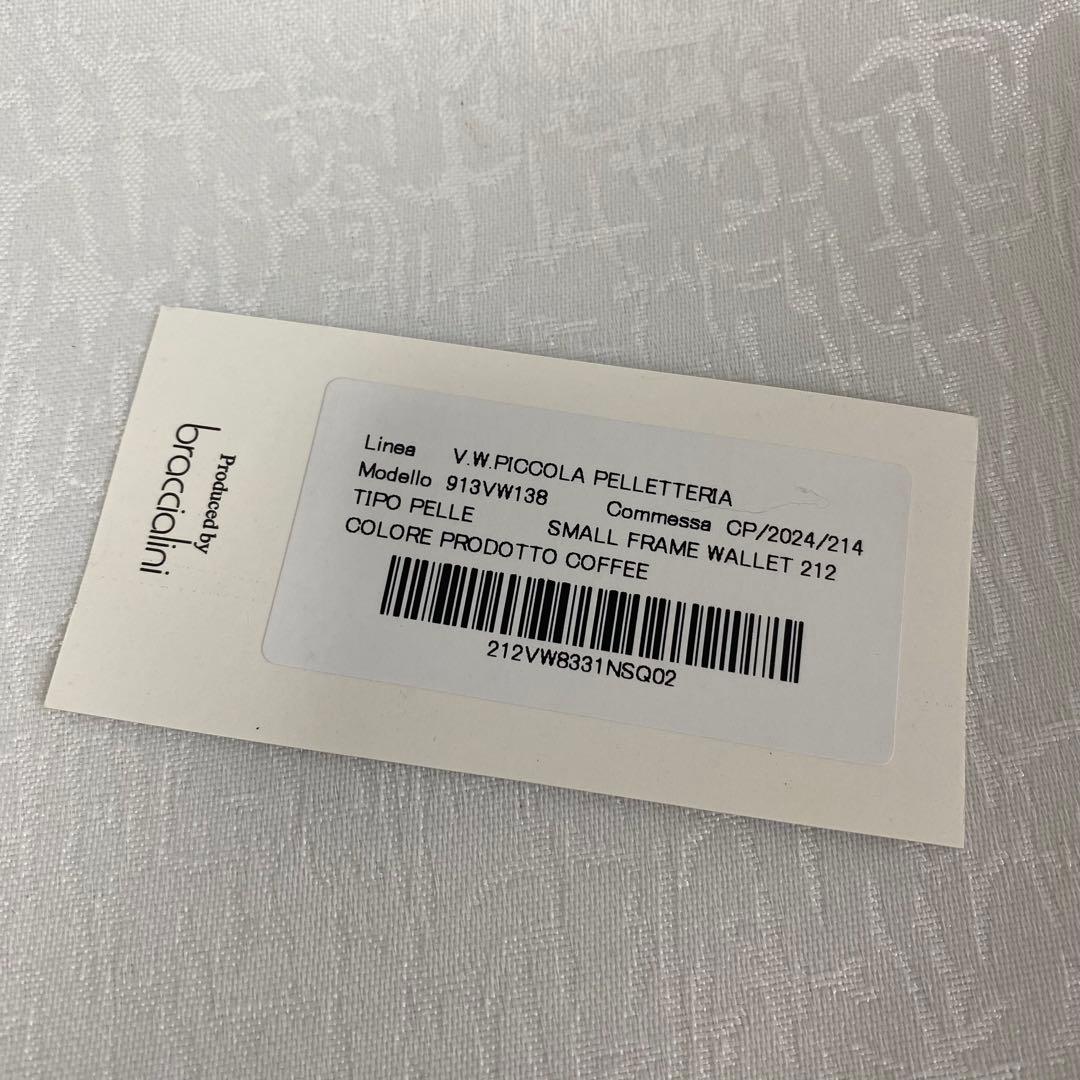 Produced by
braccialini
Linea V.W.PICCOLA PELLETTERIA
Modello 913VW138 Commessa CP/2024/214
TIPO PELLE SMALL FRAME WALLET 212
COLORE PRODOTTO COFFEE
212VW8331NSQ02